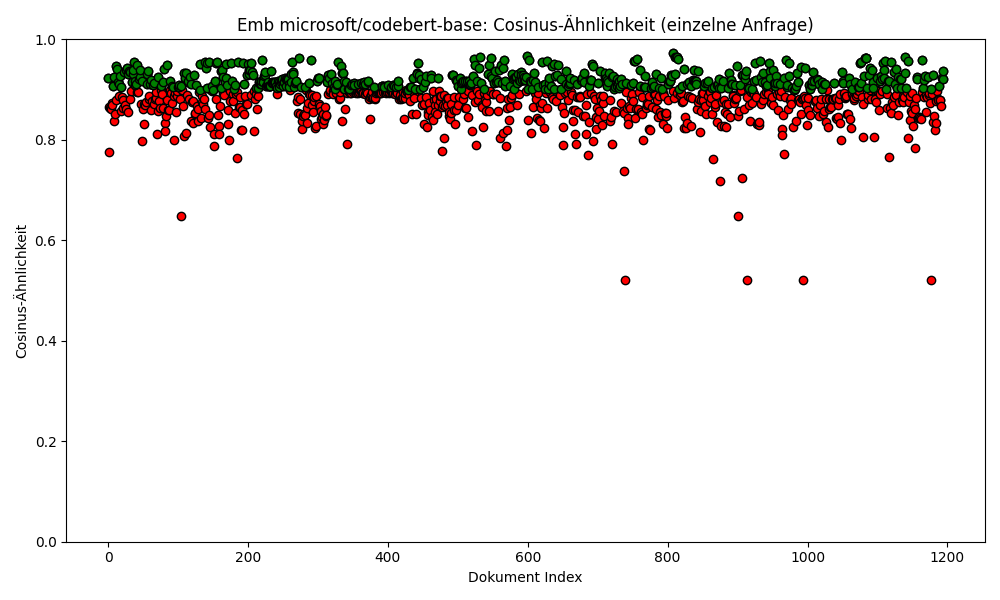 Emb microsoft/codebert-base: Cosinus-Ähnlichkeit (einzelne Anfrage)
1.0
0.8
0.6
0.4
0.2
0.0
Cosinus-Ähnlichkeit
0 200 400 600 800 1000 1200
Dokument Index